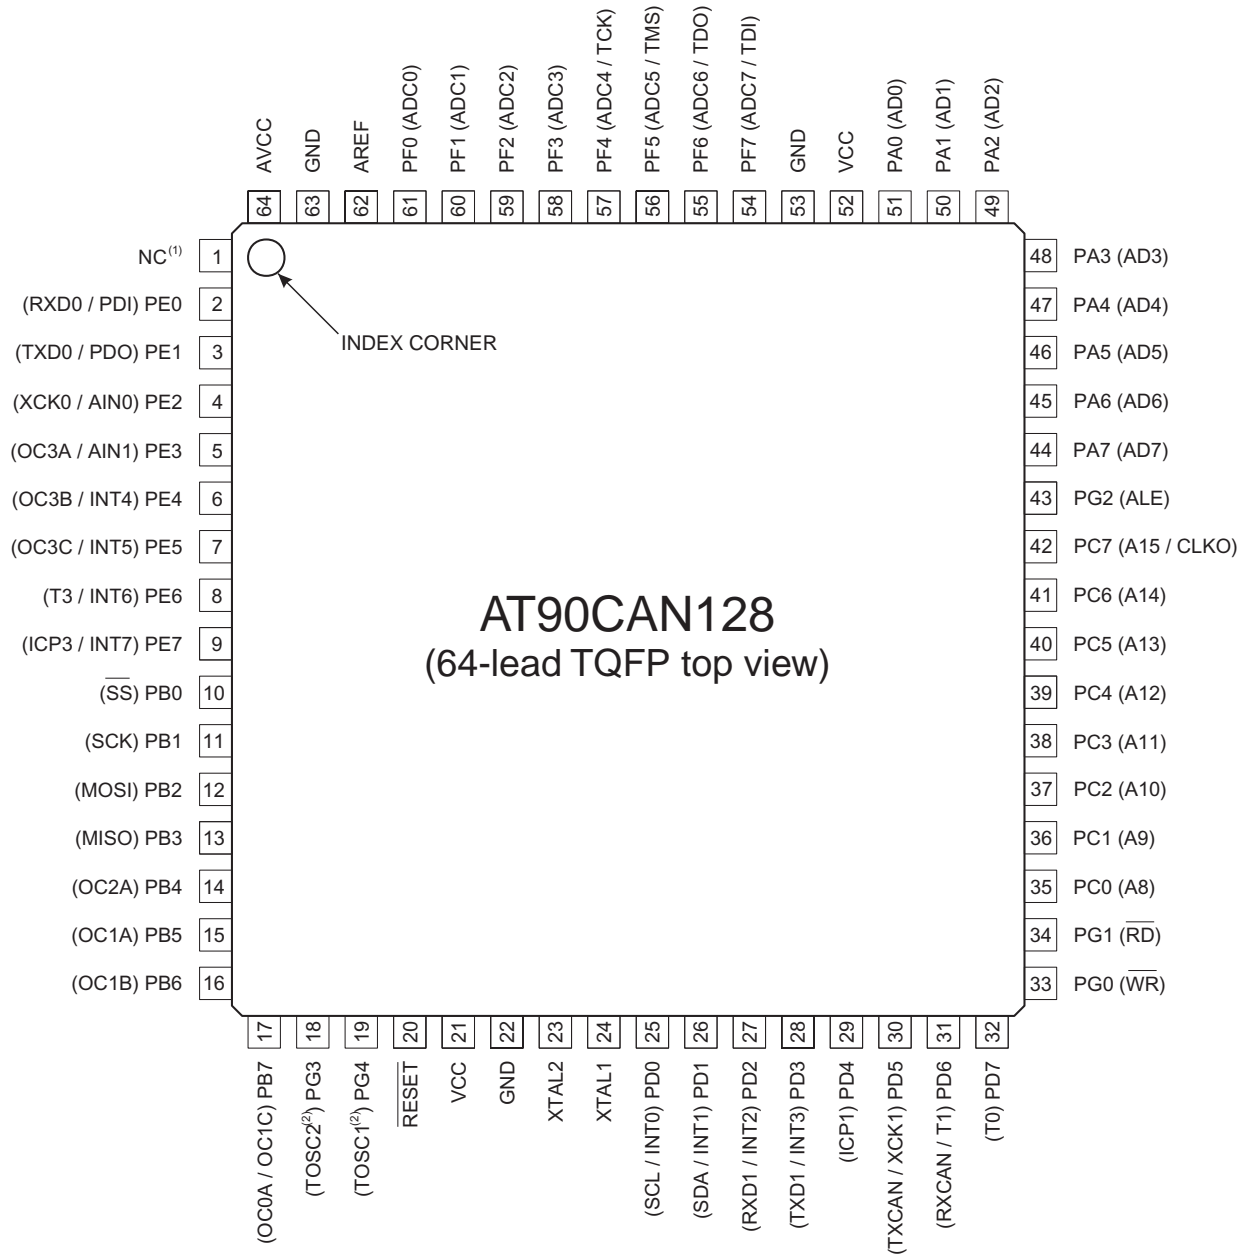 AVCC
GND
AREF
PF0 (ADC0)
PF1 (ADC1)
PF2 (ADC2)
PF3 (ADC3)
PF4 (ADC4 / TCK)
PF5 (ADC5 / TMS)
PF6 (ADC6 / TDO)
PF7 (ADC7 / TDI)
GND
VCC
PA0 (AD0)
PA1 (AD1)
PA2 (AD2)
64
63
62
61
60
59
58
57
56
55
54
53
52
51
50
49
NC(1) 1
(RXD0 / PDI) PE0 2
(TXD0 / PDO) PE1 3
(XCK0 / AIN0) PE2 4
(OC3A / AIN1) PE3 5
(OC3B / INT4) PE4 6
(OC3C / INT5) PE5 7
(T3 / INT6) PE6 8
(ICP3 / INT7) PE7 9
(SS) PB0 10
(SCK) PB1 11
(MOSI) PB2 12
(MISO) PB3 13
(OC2A) PB4 14
(OC1A) PB5 15
(OC1B) PB6 16
INDEX CORNER
AT90CAN128
(64-lead TQFP top view)
48 PA3 (AD3)
47 PA4 (AD4)
46 PA5 (AD5)
45 PA6 (AD6)
44 PA7 (AD7)
43 PG2 (ALE)
42 PC7 (A15 / CLKO)
41 PC6 (A14)
40 PC5 (A13)
39 PC4 (A12)
38 PC3 (A11)
37 PC2 (A10)
36 PC1 (A9)
35 PC0 (A8)
34 PG1 (RD)
33 PG0 (WR)
17
18
19
20
21
22
23
24
25
26
27
28
29
30
31
32
(OC0A / OC1C) PB7
(TOSC2(2)) PG3
(TOSC1(2)) PG4
RESET
VCC
GND
XTAL2
XTAL1
(SCL / INT0) PD0
(SDA / INT1) PD1
(RXD1 / INT2) PD2
(TXD1 / INT3) PD3
(ICP1) PD4
(TXCAN / XCK1) PD5
(RXCAN / T1) PD6
(T0) PD7